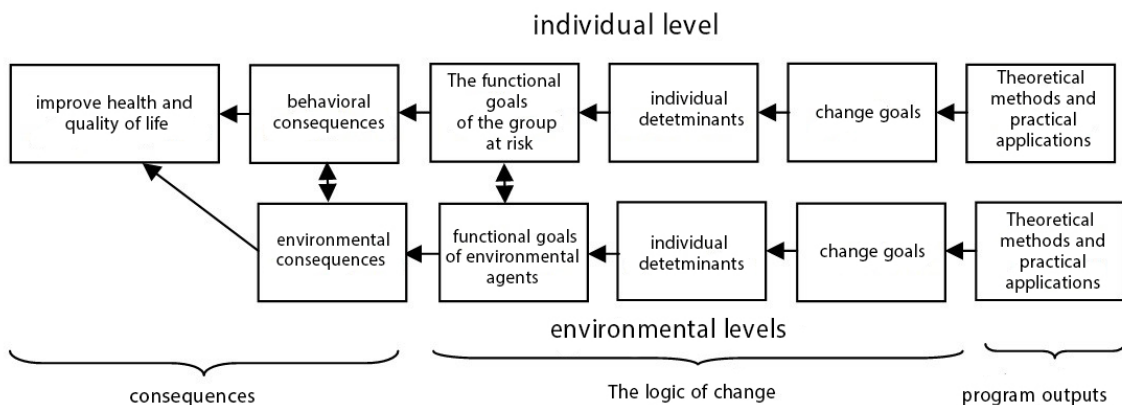 individual level
improve health and
quality of life
behavioral
consequences
The functional
goals
of the group
at risk
individual
detetminants
change goals
Theoretical
methods and
practical
applications
environmental
consequences
functional goals
of environmental
agents
individual
detetminants
change goals
Theoretical
methods and
practical
applications
environmental levels
consequences
The logic of change
program outputs